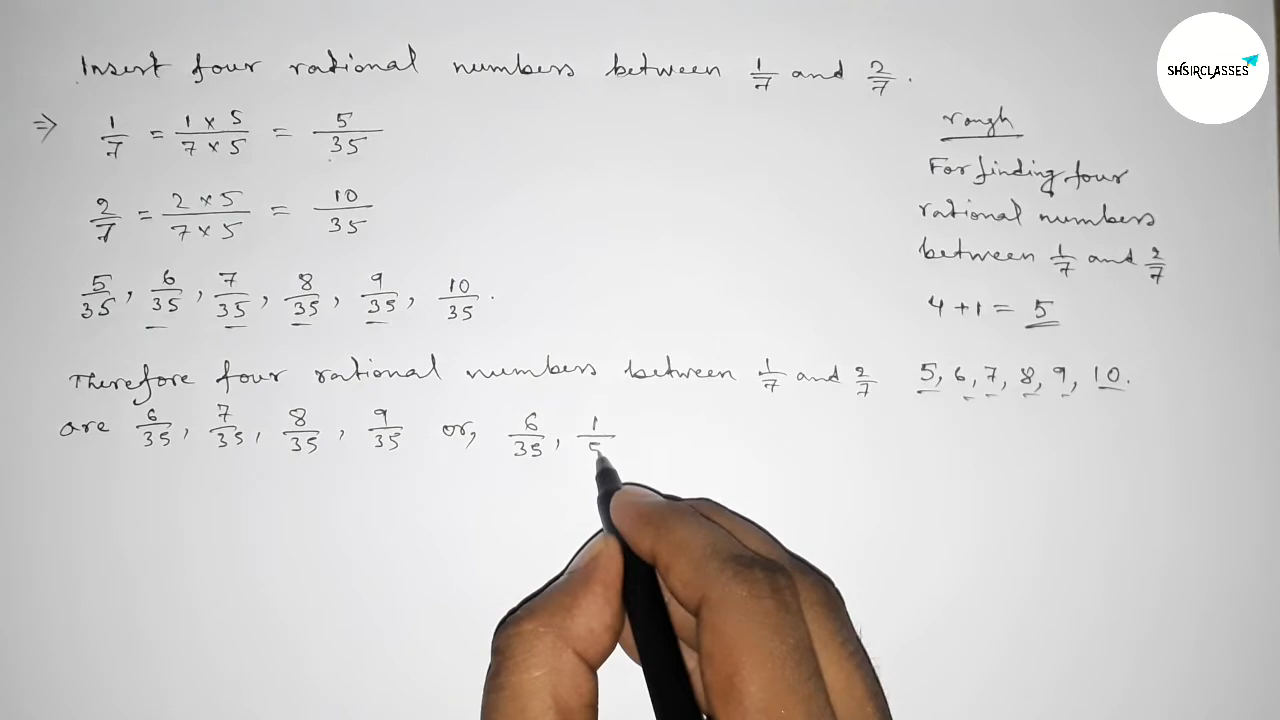 SHSIRCLASSES
Insert four rational numbers between 1/7 and 2/7.
⇒ 1/7 = (1 × 5)/(7 × 5) = 5/35
2/7 = (2 × 5)/(7 × 5) = 10/35
5/35, 6/35, 7/35, 8/35, 9/35, 10/35.
Therefore four rational numbers between 1/7 and 2/7
are 6/35, 7/35, 8/35, 9/35 or, 6/35, 1/5
rough
For finding four
rational numbers
between 1/7 and 2/7
4 + 1 = 5
5, 6, 7, 8, 9, 10.